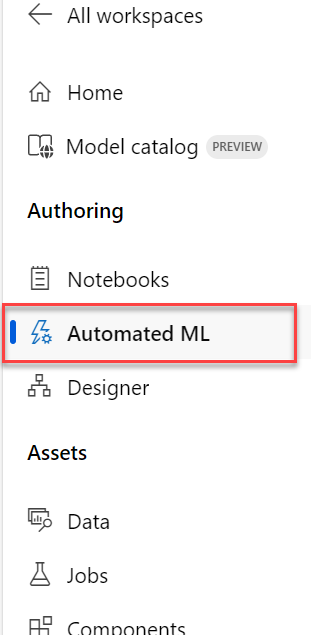 All workspaces
Home
Model catalog PREVIEW
Authoring
Notebooks
Automated ML
Designer
Assets
Data
Jobs
Components